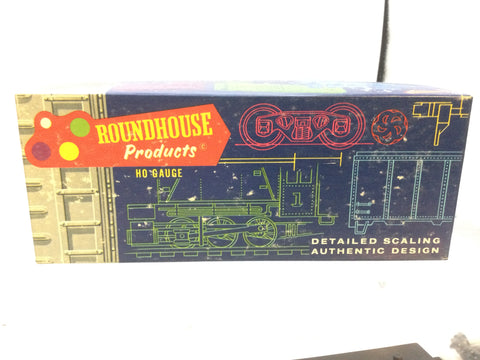 ROUNDHOUSE
Products©
HO GAUGE
1
DETAILED SCALING
AUTHENTIC DESIGN